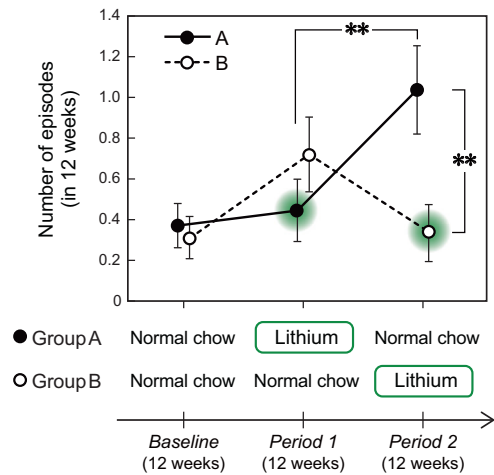 Number of episodes
(in 12 weeks)
1.4
1.2
1.0
0.8
0.6
0.4
0.2
0
A
B
**
**
Group A Normal chow Lithium Normal chow
Group B Normal chow Normal chow Lithium
Baseline Period 1 Period 2
(12 weeks) (12 weeks) (12 weeks)